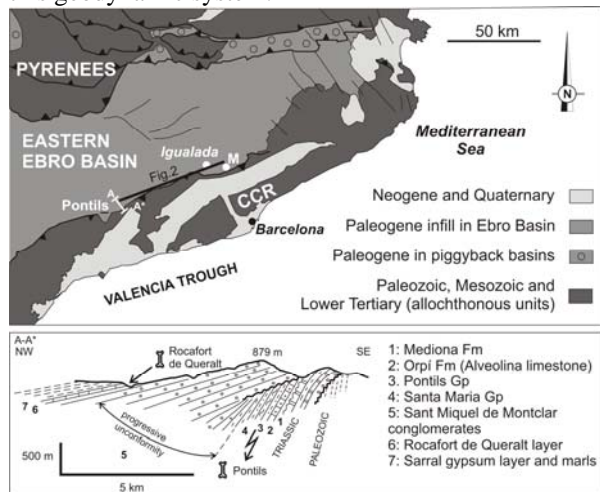 50 km
PYRENEES
N
EASTERN
EBRO BASIN
Igualada
M
Fig.2
Mediterranean
Sea
A
Pontils
A*
CCR
Barcelona
VALENCIA TROUGH
Neogene and Quaternary
Paleogene infill in Ebro Basin
Paleogene in piggyback basins
Paleozoic, Mesozoic and
Lower Tertiary (allochthonous units)
A-A*
NW
Rocafort
de Queralt
879 m
SE
7 6
progressive
unconformity
4 3 2 1
TRIASSIC
PALEOZOIC
500 m
5
Pontils
5 km
1: Mediona Fm
2: Orpí Fm (Alveolina limestone)
3: Pontils Gp
4: Santa Maria Gp
5: Sant Miquel de Montclar
conglomerates
6: Rocafort de Queralt layer
7: Sarral gypsum layer and marls